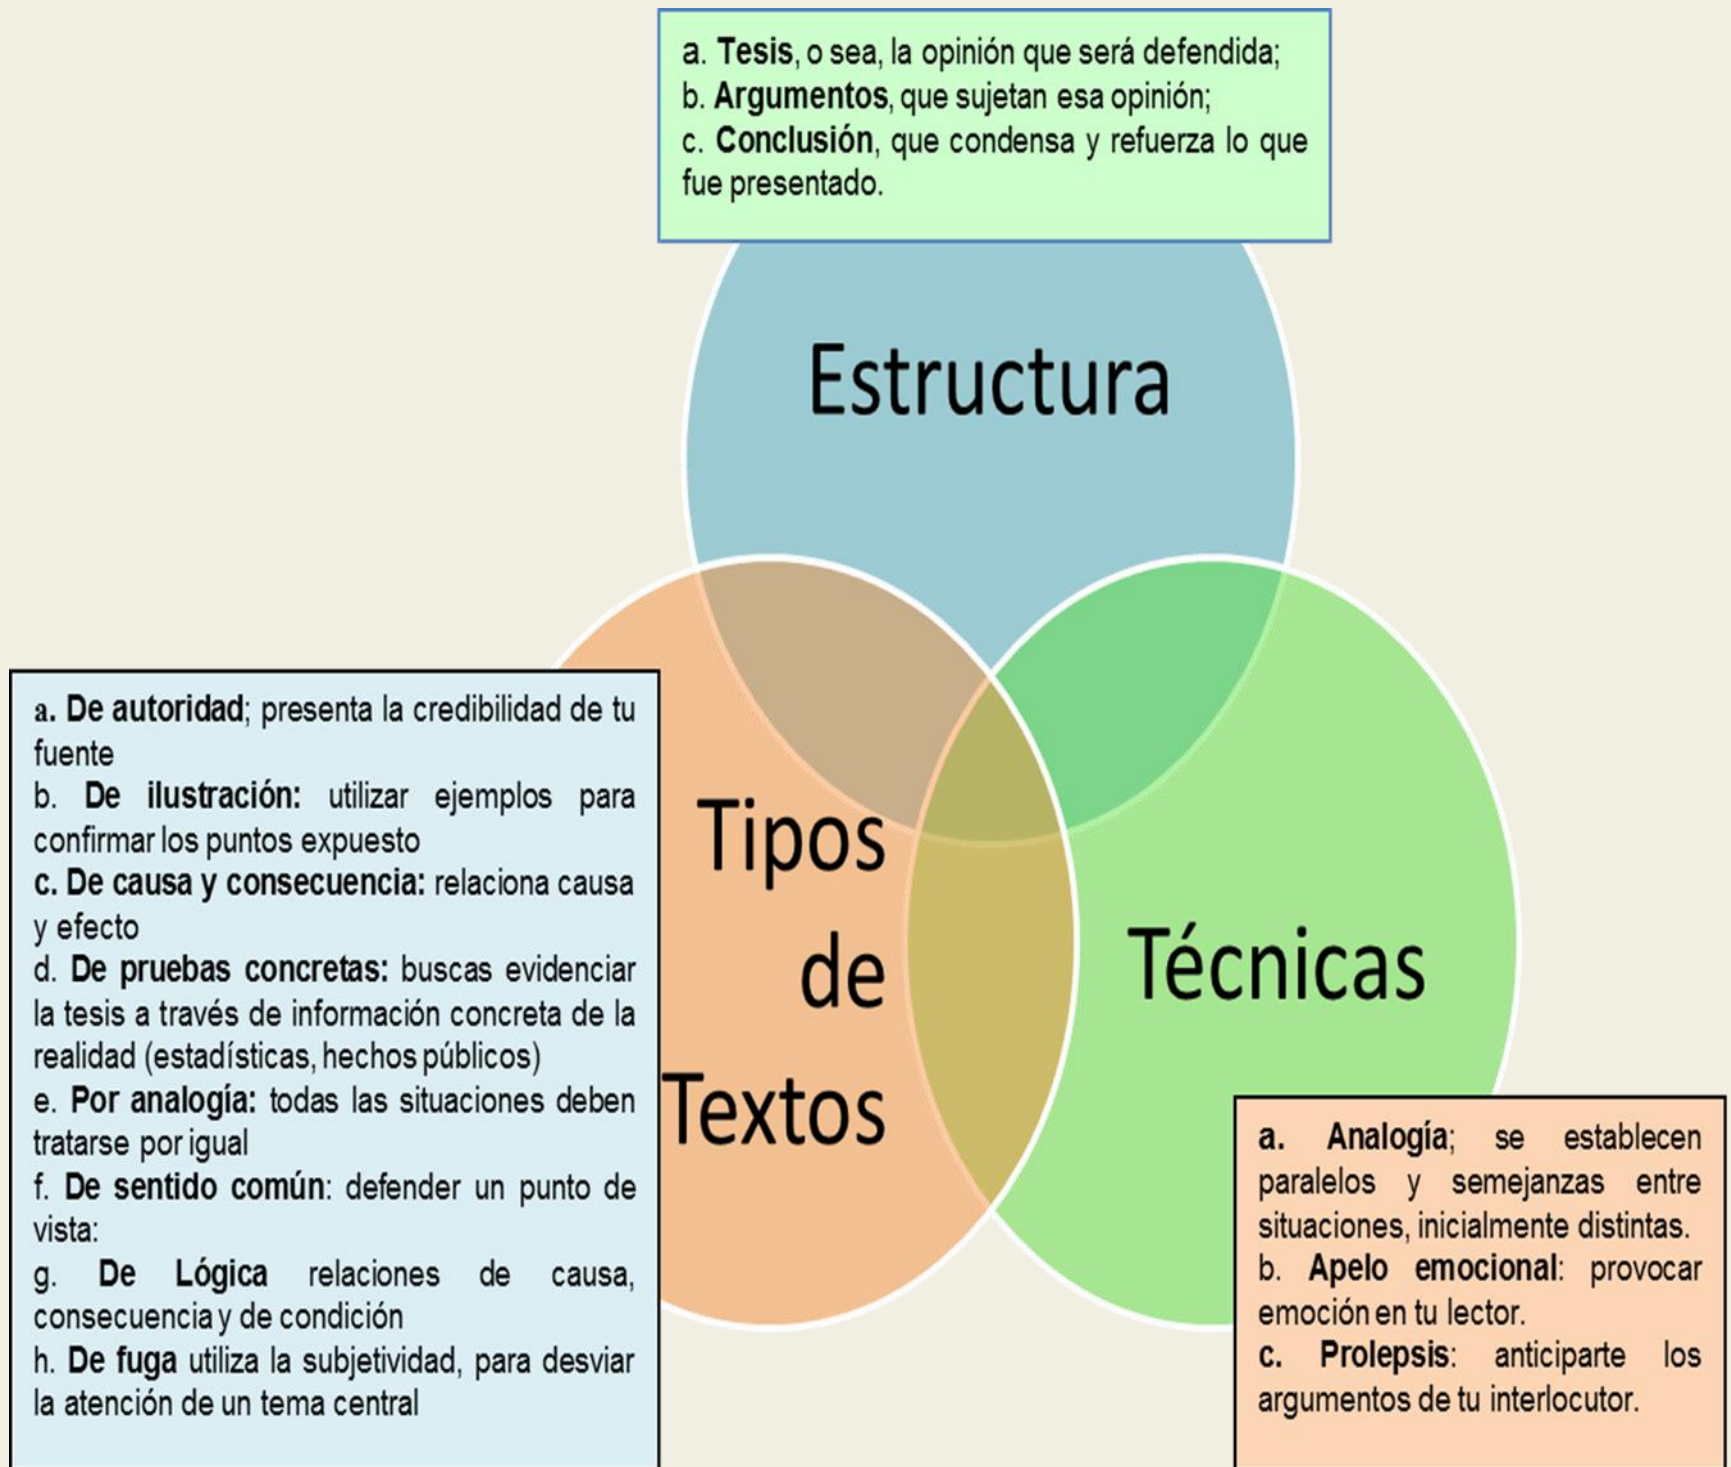 a. Tesis, o sea, la opinión que será defendida;
b. Argumentos, que sujetan esa opinión;
c. Conclusión, que condensa y refuerza lo que
fue presentado.
Estructura
a. De autoridad; presenta la credibilidad de tu
fuente
b. De ilustración: utilizar ejemplos para
confirmar los puntos expuesto
c. De causa y consecuencia: relaciona causa
y efecto
d. De pruebas concretas: buscas evidenciar
la tesis a través de información concreta de la
realidad (estadísticas, hechos públicos)
e. Por analogía: todas las situaciones deben
tratarse por igual
f. De sentido común: defender un punto de
vista:
g. De Lógica relaciones de causa,
consecuencia y de condición
h. De fuga utiliza la subjetividad, para desviar
la atención de un tema central
Tipos
de
Textos
Técnicas
a. Analogía; se establecen
paralelos y semejanzas entre
situaciones, inicialmente distintas.
b. Apelo emocional: provocar
emoción en tu lector.
c. Prolepsis: anticiparte los
argumentos de tu interlocutor.